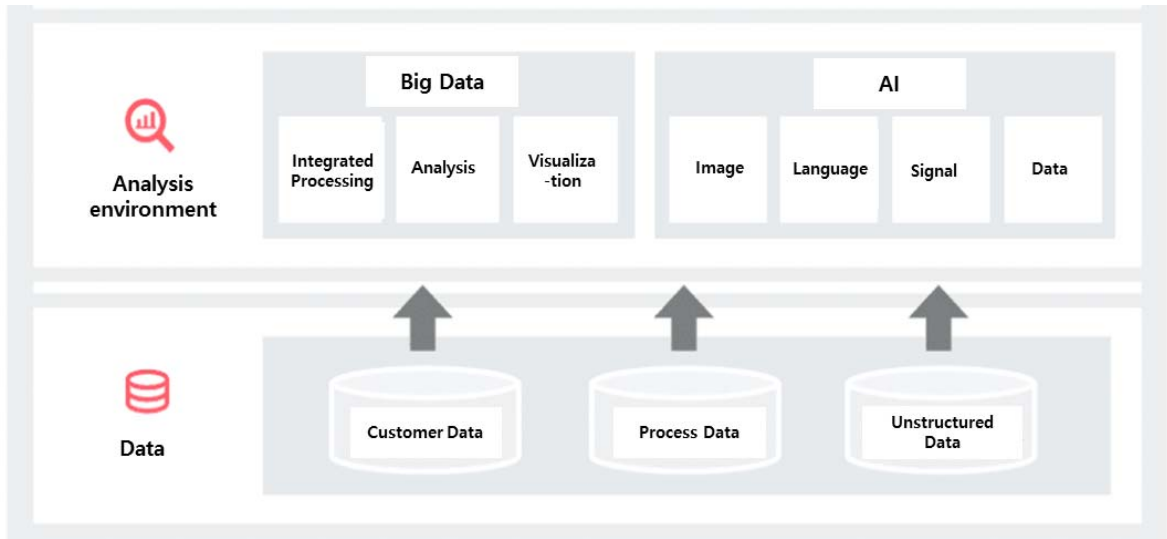 Big Data
AI
Integrated
Processing
Analysis
Visualiza
-tion
Image
Language
Signal
Data
Analysis
environment
Customer Data
Process Data
Unstructured
Data
Data